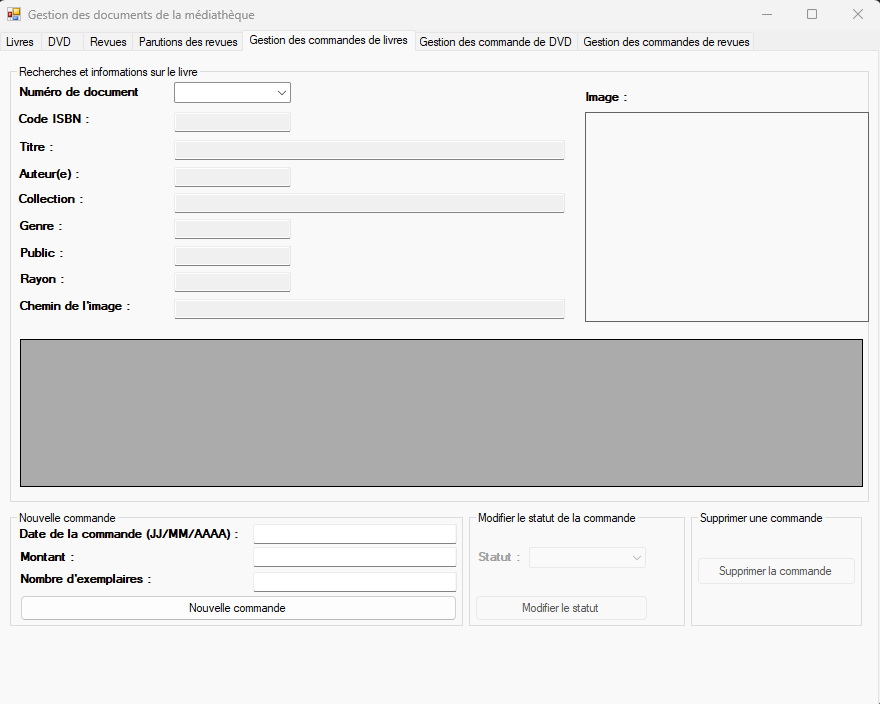 Gestion des documents de la médiathèque
Livres DVD Revues Parutions des revues Gestion des commandes de livres Gestion des commande de DVD Gestion des commandes de revues
Recherches et informations sur le livre
Numéro de document
Image :
Code ISBN :
Titre :
Auteur(e) :
Collection :
Genre :
Public :
Rayon :
Chemin de l'image :
Nouvelle commande
Date de la commande (JJ/MM/AAAA) :
Montant :
Nombre d'exemplaires :
Nouvelle commande
Modifier le statut de la commande
Statut :
Modifier le statut
Supprimer une commande
Supprimer la commande